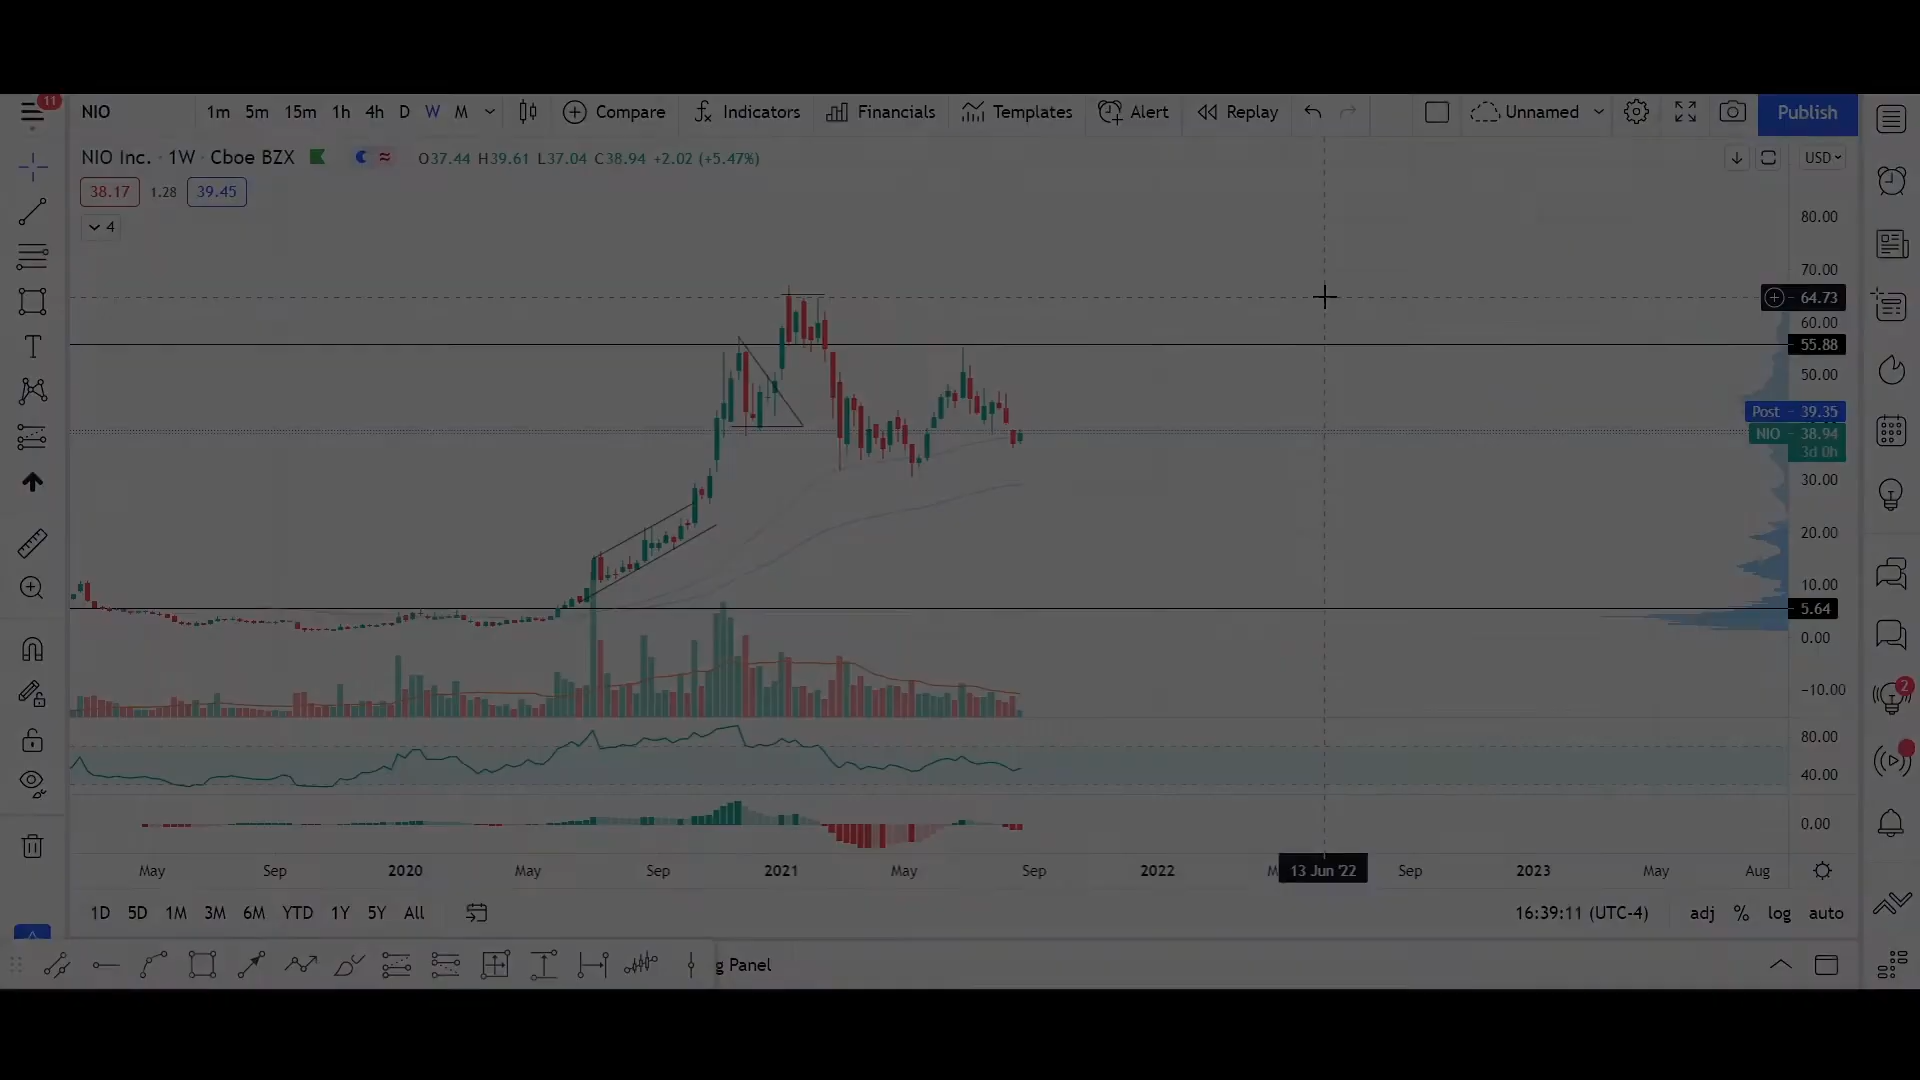 11
NIO 1m 5m 15m 1h 4h D W M Compare Indicators Financials Templates Alert Replay Unnamed Publish
NIO Inc. · 1W · Cboe BZX O37.44 H39.61 L37.04 C38.94 +2.02 (+5.47%) USD
38.17 1.28 39.45
4
80.00
70.00
64.73
60.00
55.88
50.00
Post 39.35
NIO 38.94
3d 0h
30.00
20.00
10.00
5.64
0.00
−10.00
2
80.00
40.00
0.00
May Sep 2020 May Sep 2021 May Sep 2022 M 13 Jun '22 Sep 2023 May Aug
1D 5D 1M 3M 6M YTD 1Y 5Y All 16:39:11 (UTC-4) adj % log auto
g Panel